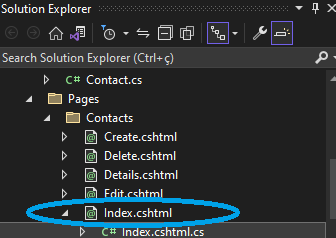 Solution Explorer
Search Solution Explorer (Ctrl+ç)
C# Contact.cs
Pages
Contacts
Create.cshtml
Delete.cshtml
Details.cshtml
Edit.cshtml
Index.cshtml
C# Index.cshtml.cs